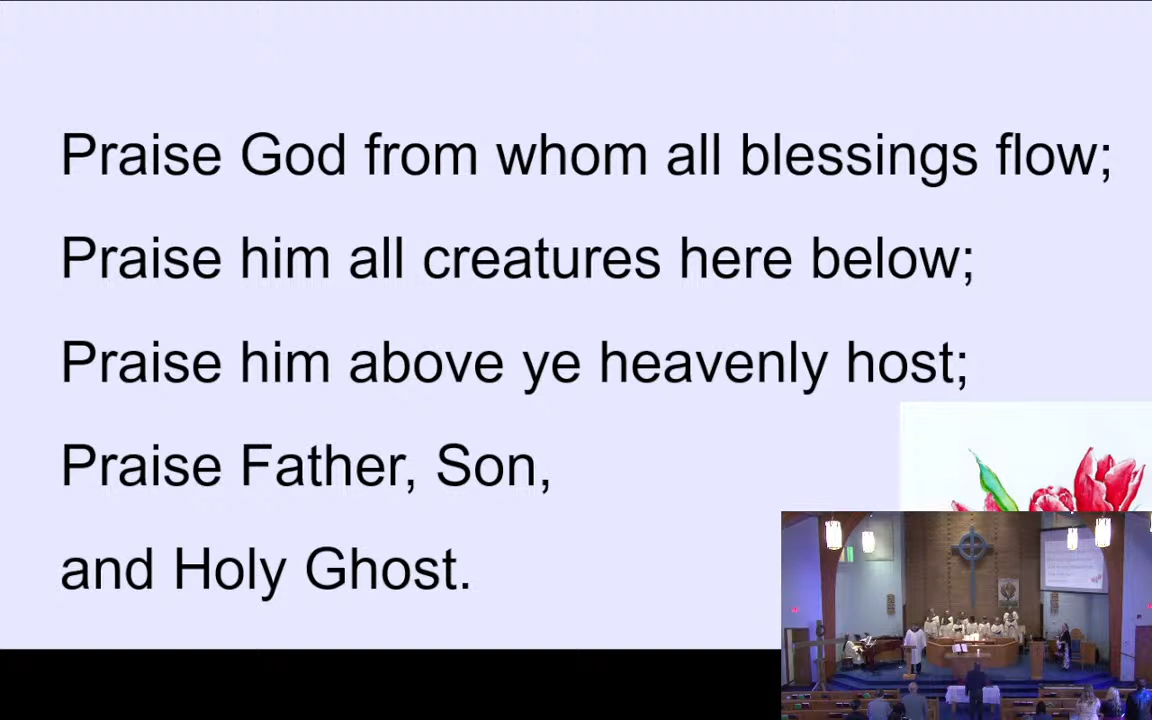 Praise God from whom all blessings flow;
Praise him all creatures here below;
Praise him above ye heavenly host;
Praise Father, Son,
and Holy Ghost.